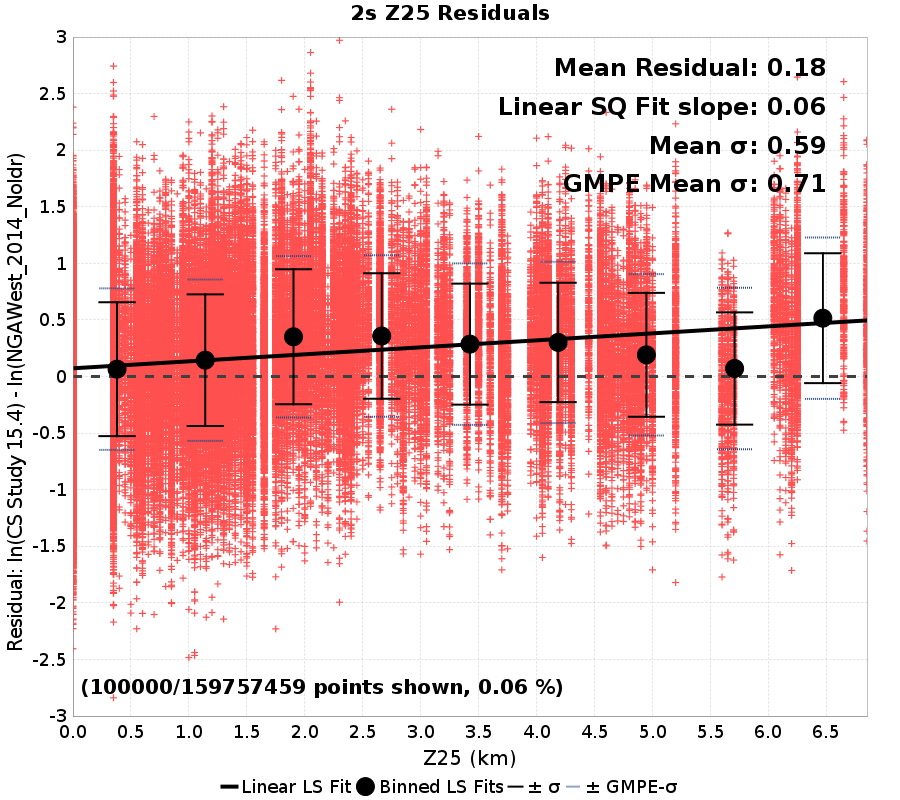 2s Z25 Residuals
Residual: ln(CS Study 15.4) - ln(NGAWest_2014_NoIdr)
3
2.5
2
1.5
1
0.5
0
-0.5
-1
-1.5
-2
-2.5
-3
Mean Residual: 0.18
Linear SQ Fit slope: 0.06
Mean σ: 0.59
GMPE Mean σ: 0.71
(100000/159757459 points shown, 0.06 %)
0.0 0.5 1.0 1.5 2.0 2.5 3.0 3.5 4.0 4.5 5.0 5.5 6.0 6.5
Z25 (km)
Linear LS Fit Binned LS Fits ± σ ± GMPE-σ